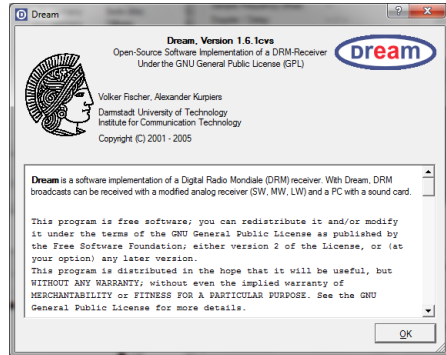 Dream
Dream, Version 1.6.1cvs
Open-Source Software Implementation of a DRM-Receiver
Under the GNU General Public License (GPL)
Dream
Volker Fischer, Alexander Kurpiers
Darmstadt University of Technology
Institute for Communication Technology
Copyright (C) 2001 - 2005
Dream is a software implementation of a Digital Radio Mondiale (DRM) receiver. With Dream, DRM
broadcasts can be received with a modified analog receiver (SW, MW, LW) and a PC with a sound card.
This program is free software; you can redistribute it and/or modify
it under the terms of the GNU General Public License as published by
the Free Software Foundation; either version 2 of the License, or (at
your option) any later version.
This program is distributed in the hope that it will be useful, but
WITHOUT ANY WARRANTY; without even the implied warranty of
MERCHANTABILITY or FITNESS FOR A PARTICULAR PURPOSE. See the GNU
General Public License for more details.
OK